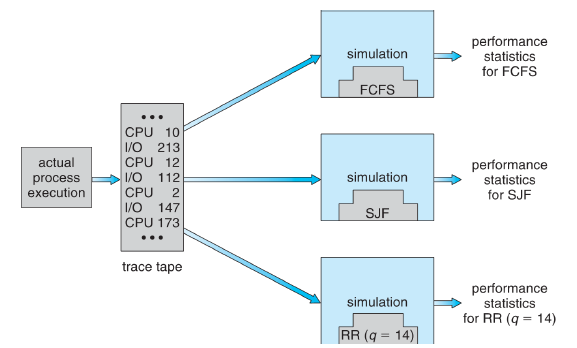 actual
process
execution
• • •
CPU 10
I/O 213
CPU 12
I/O 112
CPU 2
I/O 147
CPU 173
• • •
trace tape
simulation
FCFS
performance
statistics
for FCFS
simulation
SJF
performance
statistics
for SJF
simulation
RR (q = 14)
performance
statistics
for RR (q = 14)